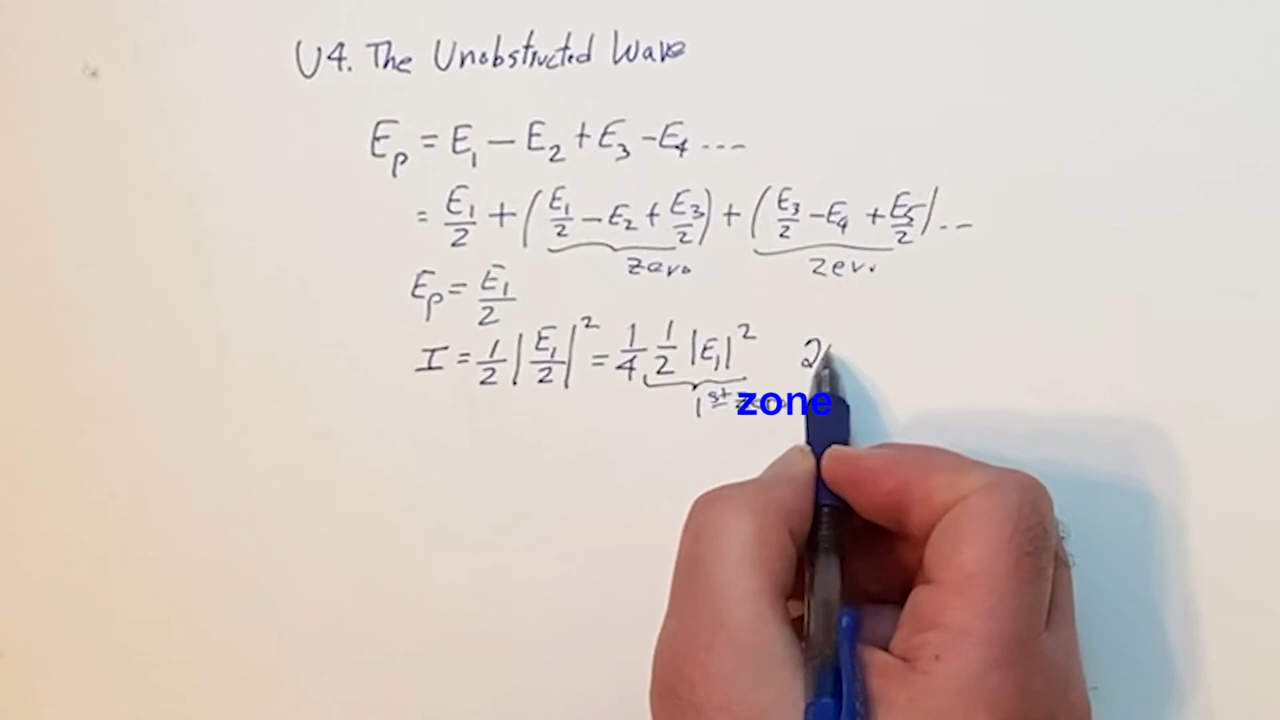 U4. The Unobstructed Wave
Ep = E1 − E2 + E3 − E4 ....
= E1/2 + (E1/2 − E2 + E3/2) + (E3/2 − E4 + E5/2) ...
zero zero
Ep = E1/2
I = 1/2 |E1/2|² = 1/4 1/2 |E1|² 2
1st zone